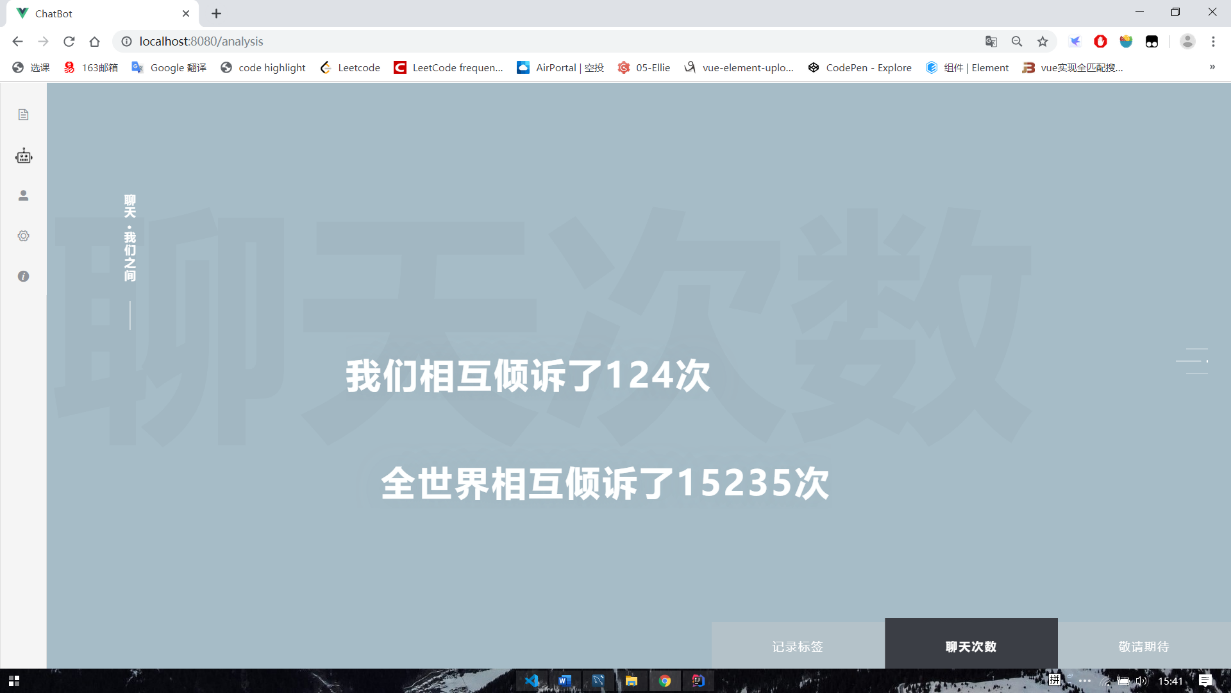 ChatBot
localhost:8080/analysis
选课 163邮箱 Google 翻译 code highlight Leetcode LeetCode frequen... AirPortal | 空投 05-Ellie vue-element-uplo... CodePen - Explore 组件 | Element vue实现全匹配搜... »
聊天·我们之间
聊天次数
我们相互倾诉了124次
全世界相互倾诉了15235次
记录标签 聊天次数 敬请期待
拼 15:41